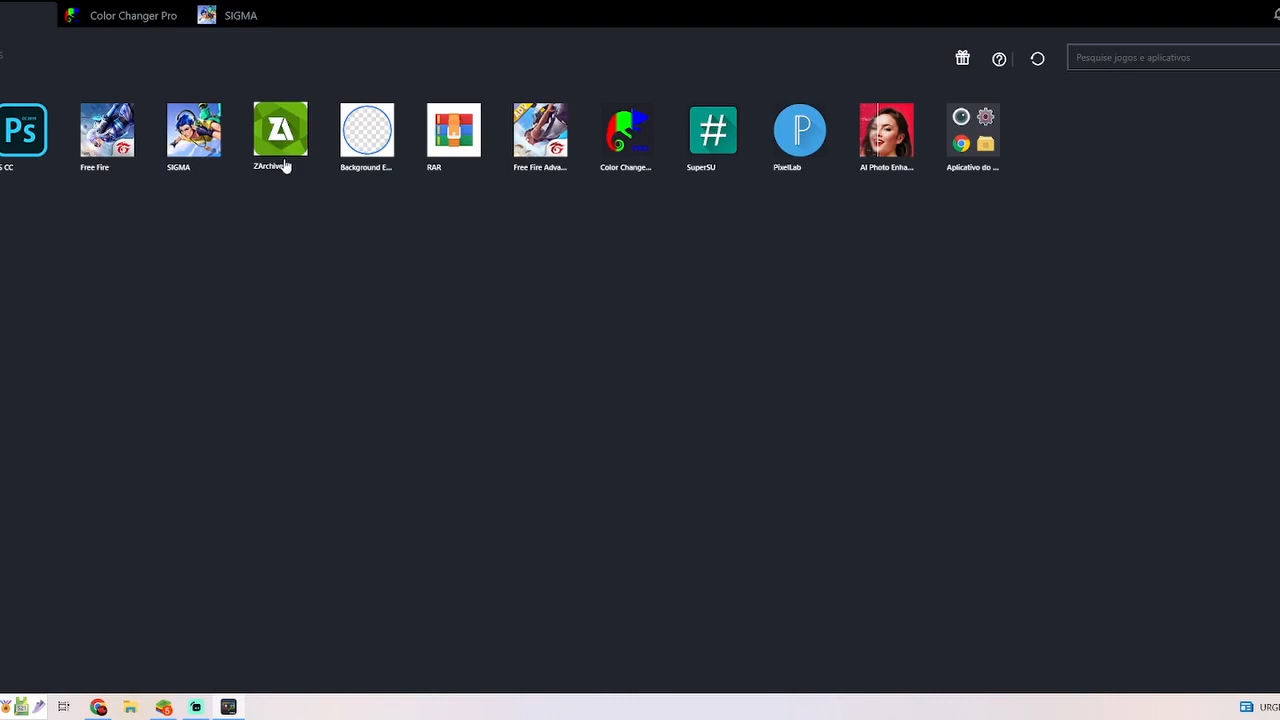 Color Changer Pro
SIGMA
Pesquise jogos e aplicativos
Ps
S CC
Free Fire
SIGMA
ZArchive
Background E...
RAR
Free Fire Adva...
Color Change...
SuperSU
PixelLab
AI Photo Enha...
Aplicativo do ...
URG